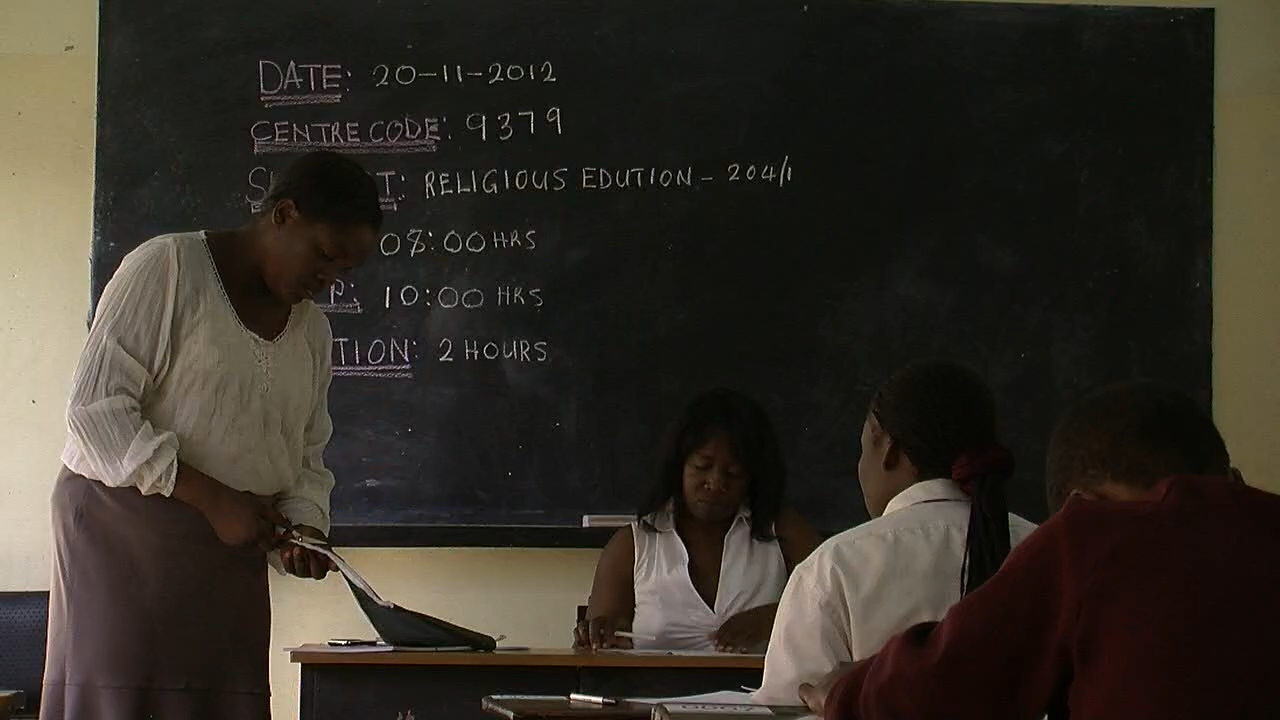 DATE: 20-11-2012
CENTRE CODE: 9379
RELIGIOUS EDUTION - 204/1
08:00 HRS
P: 10:00 HRS
TION: 2 HOURS